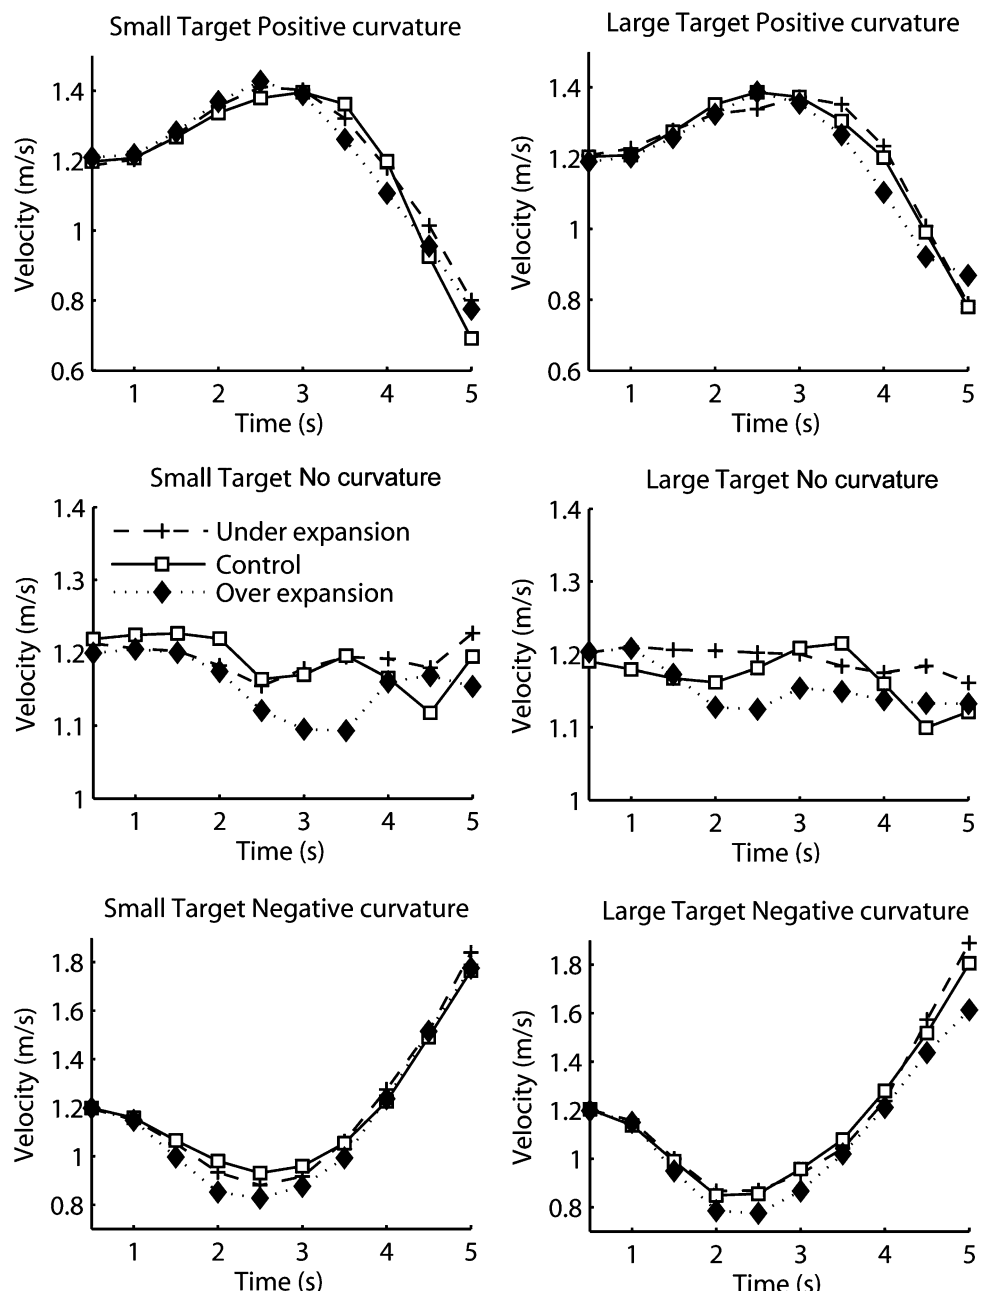 Small Target Positive curvature
Velocity (m/s)
1.4
1.2
1
0.8
0.6
1 2 3 4 5
Time (s)
Large Target Positive curvature
Velocity (m/s)
1.4
1.2
1
0.8
0.6
1 2 3 4 5
Time (s)
Small Target No curvature
Velocity (m/s)
1.4
1.3
1.2
1.1
1
Under expansion
Control
Over expansion
1 2 3 4 5
Time (s)
Large Target No curvature
Velocity (m/s)
1.4
1.3
1.2
1.1
1
1 2 3 4 5
Time (s)
Small Target Negative curvature
Velocity (m/s)
1.8
1.6
1.4
1.2
1
0.8
1 2 3 4 5
Time (s)
Large Target Negative curvature
Velocity (m/s)
1.8
1.6
1.4
1.2
1
0.8
1 2 3 4 5
Time (s)